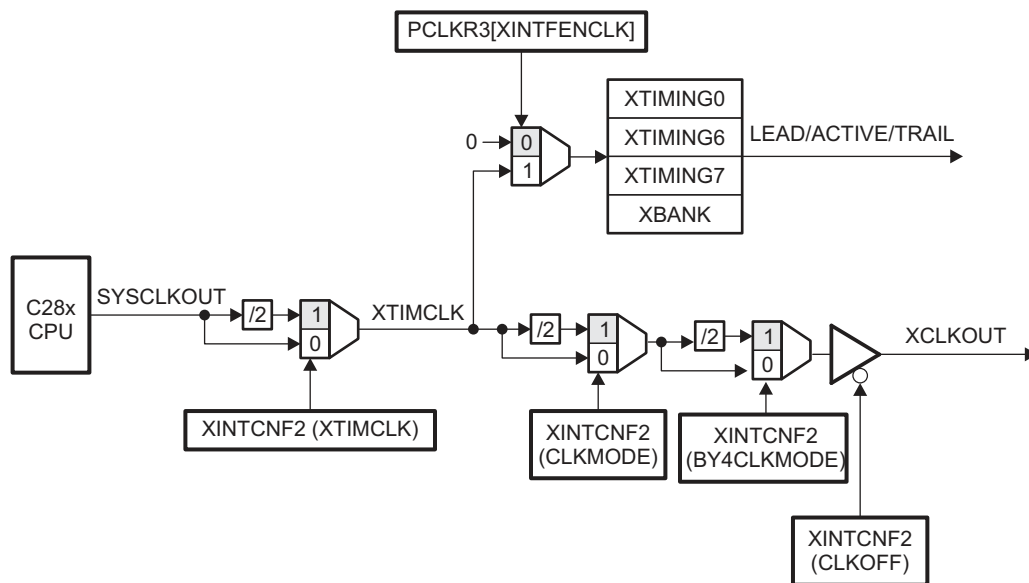 PCLKR3[XINTFENCLK]
XTIMING0
XTIMING6
LEAD/ACTIVE/TRAIL
0
0
1
XTIMING7
XBANK
C28x
CPU
SYSCLKOUT
/2
1
0
XTIMCLK
/2
1
0
/2
1
0
XCLKOUT
XINTCNF2 (XTIMCLK)
XINTCNF2
(CLKMODE)
XINTCNF2
(BY4CLKMODE)
XINTCNF2
(CLKOFF)